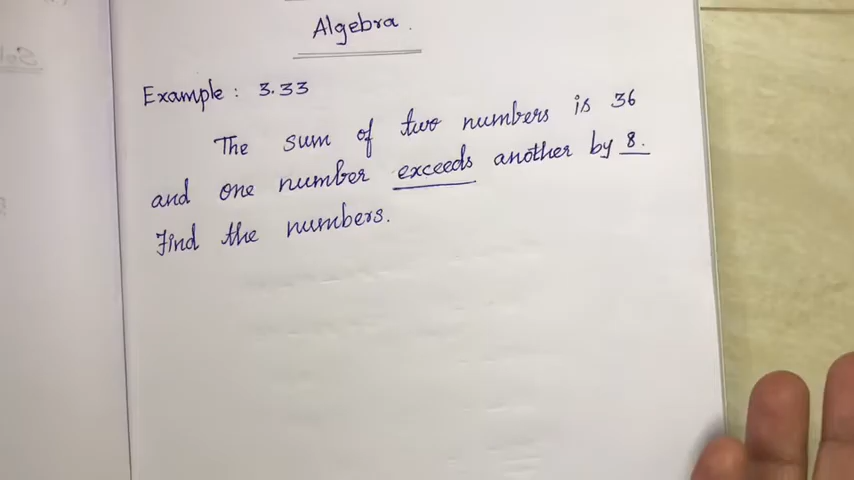 Algebra.
Example : 3.33
The sum of two numbers is 36
and one number exceeds another by 8.
Find the numbers.